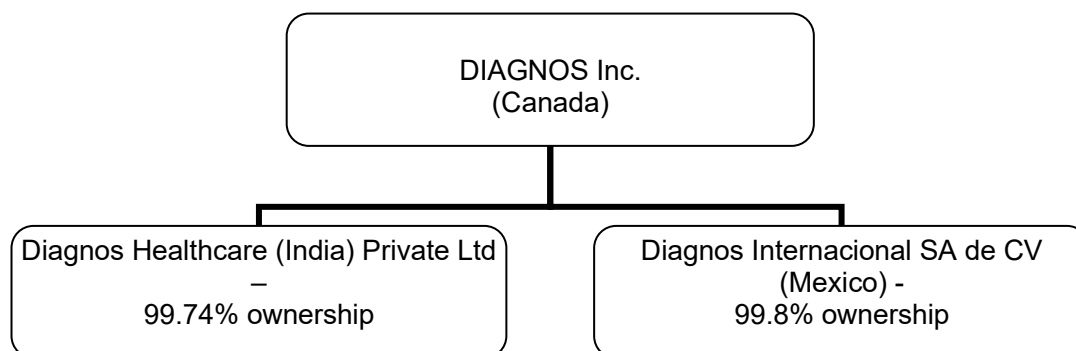 DIAGNOS Inc.
(Canada)
Diagnos Healthcare (India) Private Ltd
–
99.74% ownership
Diagnos Internacional SA de CV
(Mexico) -
99.8% ownership